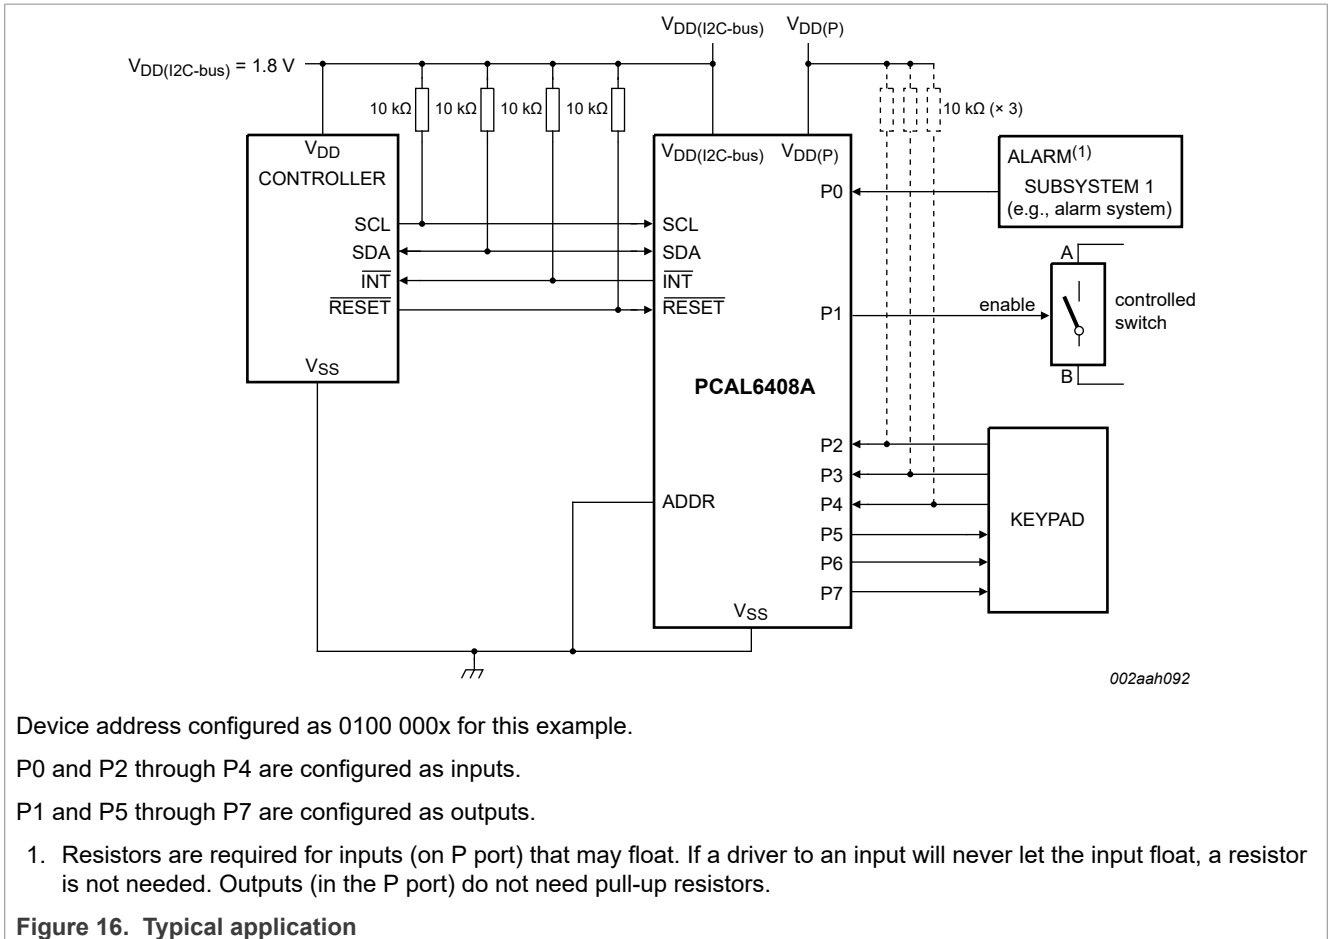 VDD(I2C-bus) VDD(P)
VDD(I2C-bus) = 1.8 V
10 kΩ 10 kΩ 10 kΩ 10 kΩ
10 kΩ (× 3)
VDD
CONTROLLER
SCL
SDA
INT
RESET
VSS
VDD(I2C-bus) VDD(P)
SCL
SDA
INT
RESET
PCAL6408A
ADDR
VSS
P0
P1
P2
P3
P4
P5
P6
P7
ALARM(1)
SUBSYSTEM 1
(e.g., alarm system)
A
enable
controlled
switch
B
KEYPAD
002aah092
Device address configured as 0100 000x for this example.
P0 and P2 through P4 are configured as inputs.
P1 and P5 through P7 are configured as outputs.
1. Resistors are required for inputs (on P port) that may float. If a driver to an input will never let the input float, a resistor
is not needed. Outputs (in the P port) do not need pull-up resistors.
Figure 16. Typical application